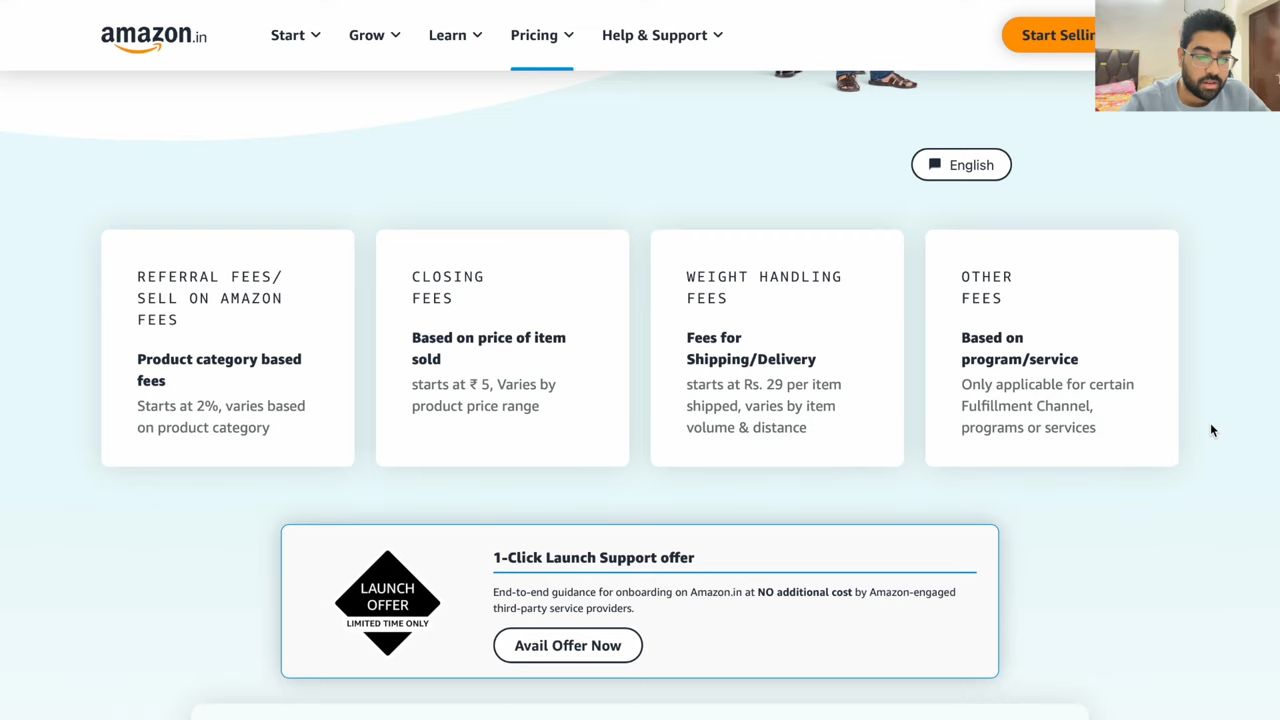 amazon.in
Start
Grow
Learn
Pricing
Help & Support
Start Sellin
English
REFERRAL FEES/
SELL ON AMAZON
FEES
Product category based
fees
Starts at 2%, varies based
on product category
CLOSING
FEES
Based on price of item
sold
starts at ₹ 5, Varies by
product price range
WEIGHT HANDLING
FEES
Fees for
Shipping/Delivery
starts at Rs. 29 per item
shipped, varies by item
volume & distance
OTHER
FEES
Based on
program/service
Only applicable for certain
Fulfillment Channel,
programs or services
LAUNCH
OFFER
LIMITED TIME ONLY
1-Click Launch Support offer
End-to-end guidance for onboarding on Amazon.in at NO additional cost by Amazon-engaged
third-party service providers.
Avail Offer Now